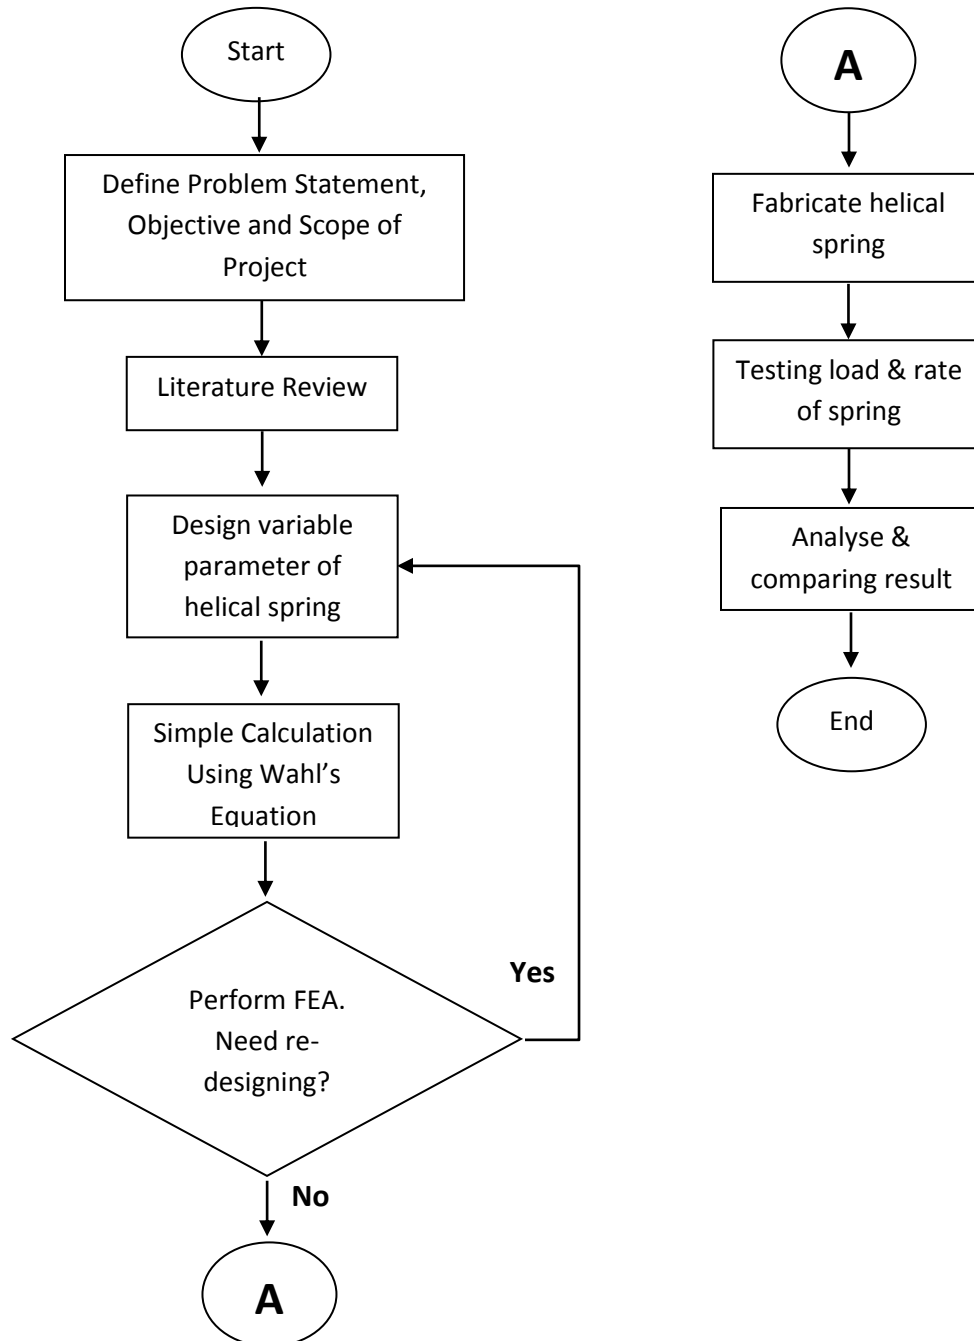 Start
Define Problem Statement,
Objective and Scope of
Project
Literature Review
Design variable
parameter of
helical spring
Simple Calculation
Using Wahl’s
Equation
Perform FEA.
Need re-
designing?
Yes
No
A
A
Fabricate helical
spring
Testing load & rate
of spring
Analyse &
comparing result
End